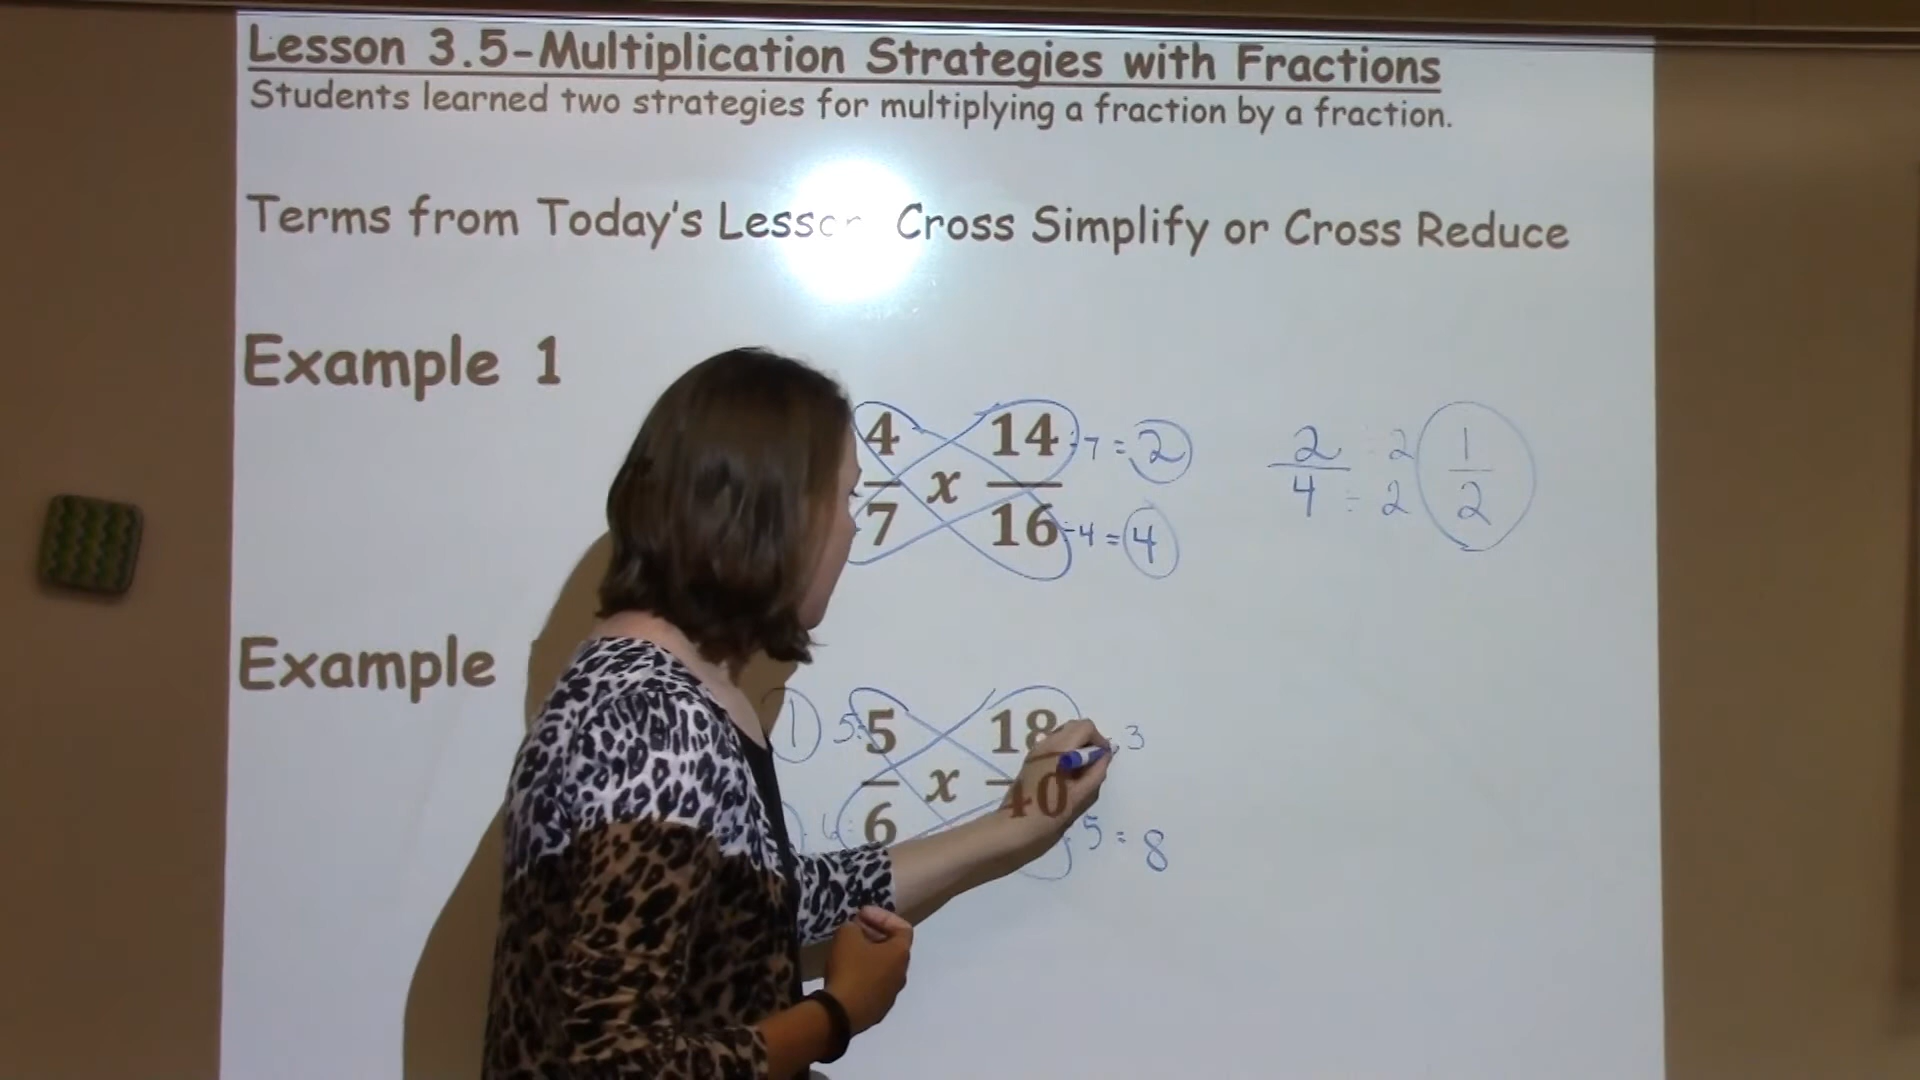 Lesson 3.5-Multiplication Strategies with Fractions
Students learned two strategies for multiplying a fraction by a fraction.
Terms from Today's Cross Simplify or Cross Reduce
Example 1
4 14 ÷7 = 2
7 x 16 ÷4 = 4
2 ÷ 2 1
4 ÷ 2 2
Example
1 5÷ 5 18 3
6 x 40 5 = 8